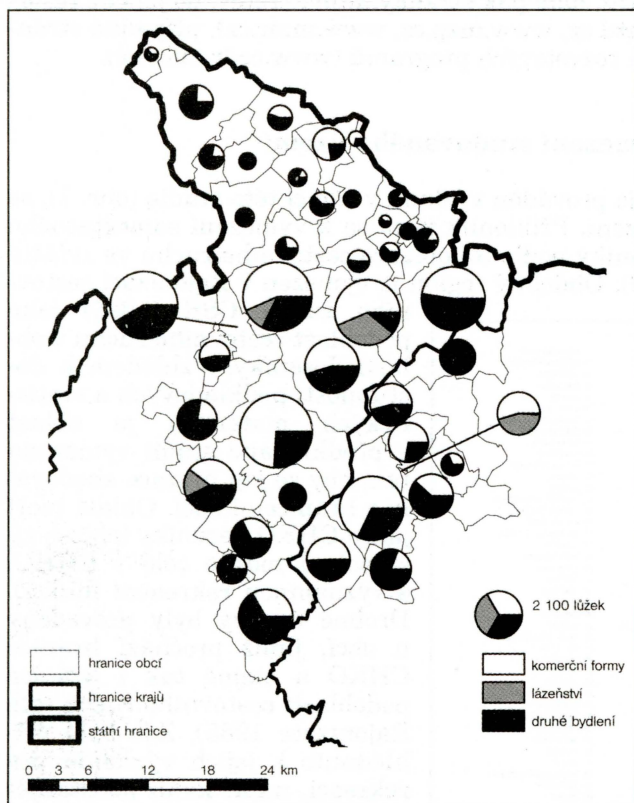 2 100 lůžek
komerční formy
lázeňství
druhé bydlení
hranice obcí
hranice krajů
státní hranice
0 3 6 12 18 24 km